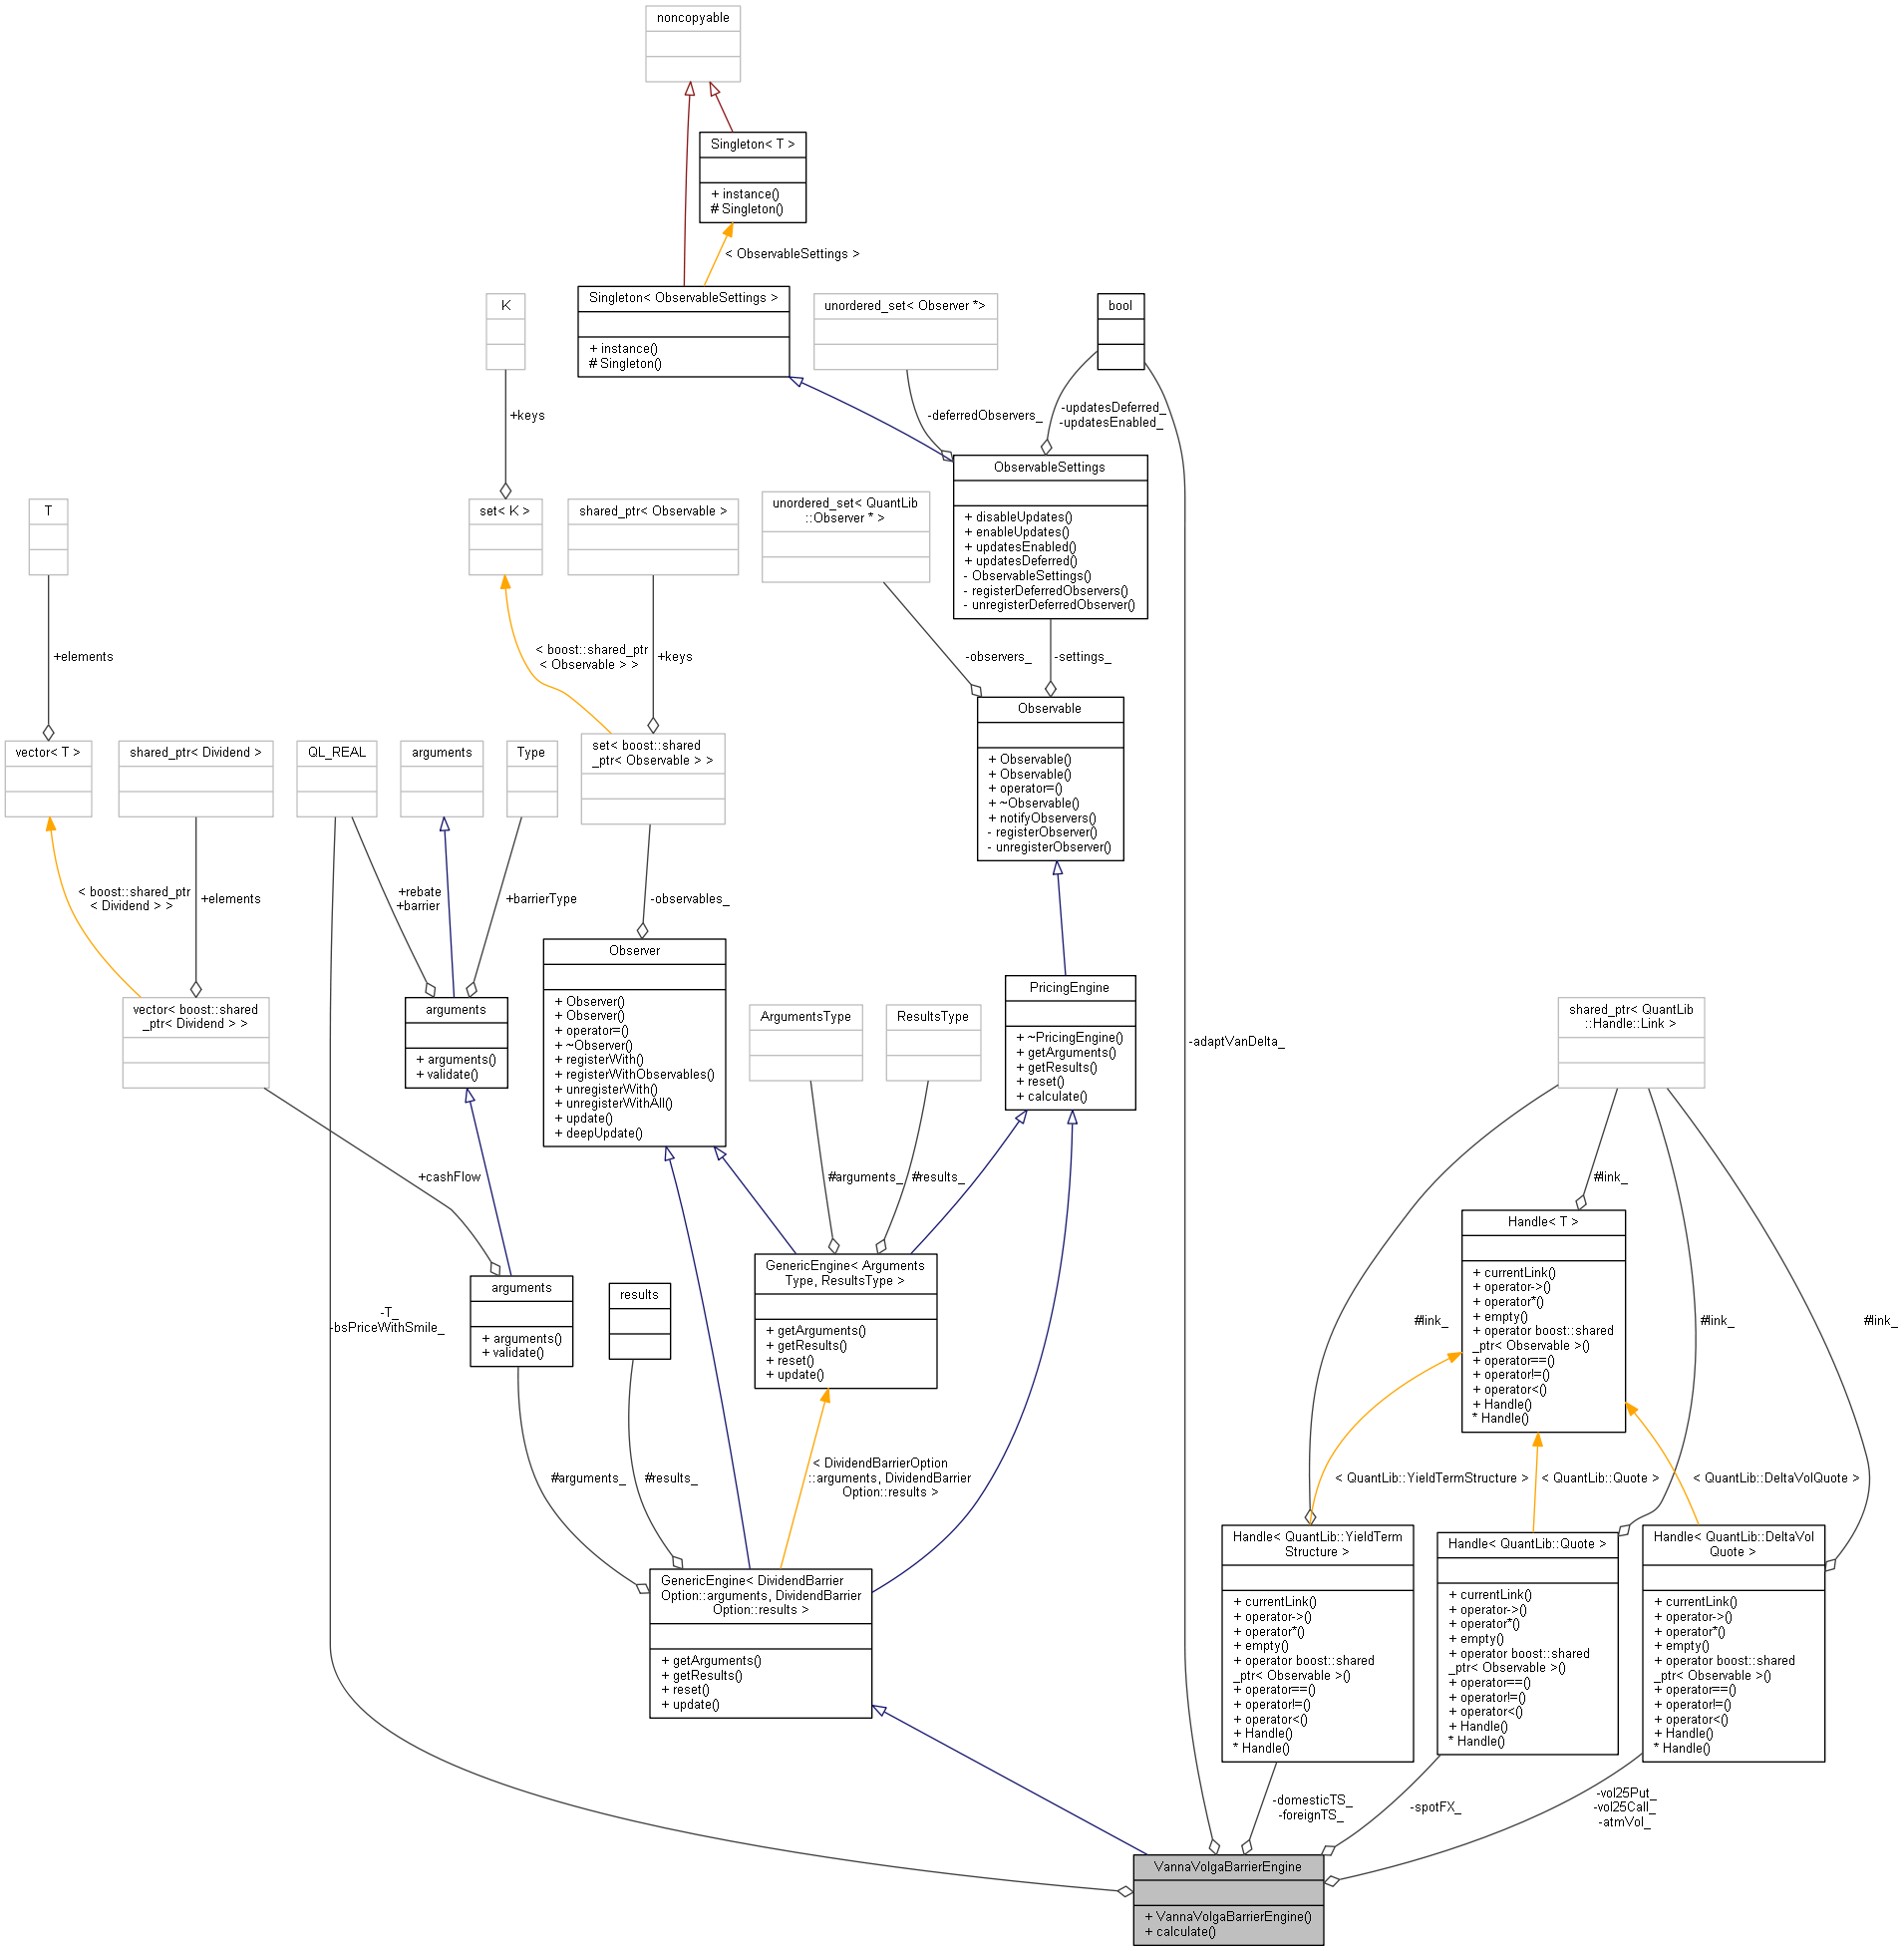 noncopyable
Singleton< T >
+ instance()
# Singleton()
< ObservableSettings >
Singleton< ObservableSettings >
+ instance()
# Singleton()
K
unordered_set< Observer *>
bool
+keys
-deferredObservers_
-updatesDeferred_
-updatesEnabled_
ObservableSettings
+ disableUpdates()
+ enableUpdates()
+ updatesEnabled()
+ updatesDeferred()
- ObservableSettings()
- registerDeferredObservers()
- unregisterDeferredObserver()
T
set< K >
shared_ptr< Observable >
unordered_set< QuantLib
::Observer * >
+elements
< boost::shared_ptr
< Observable > >
+keys
-observers_
-settings_
Observable
+ Observable()
+ Observable()
+ operator=()
+ ~Observable()
+ notifyObservers()
- registerObserver()
- unregisterObserver()
vector< T >
shared_ptr< Dividend >
QL_REAL
arguments
Type
set< boost::shared
_ptr< Observable > >
< boost::shared_ptr
< Dividend > >
+elements
+rebate
+barrier
+barrierType
-observables_
Observer
+ Observer()
+ Observer()
+ operator=()
+ ~Observer()
+ registerWith()
+ registerWithObservables()
+ unregisterWith()
+ unregisterWithAll()
+ update()
+ deepUpdate()
vector< boost::shared
_ptr< Dividend > >
arguments
+ arguments()
+ validate()
ArgumentsType
ResultsType
PricingEngine
+ ~PricingEngine()
+ getArguments()
+ getResults()
+ reset()
+ calculate()
-adaptVanDelta_
shared_ptr< QuantLib
::Handle::Link >
+cashFlow
#arguments_
#results_
#link_
Handle< T >
+ currentLink()
+ operator->()
+ operator*()
+ empty()
+ operator boost::shared
_ptr< Observable >()
+ operator==()
+ operator!=()
+ operator<()
+ Handle()
* Handle()
GenericEngine< Arguments
Type, ResultsType >
+ getArguments()
+ getResults()
+ reset()
+ update()
arguments
+ arguments()
+ validate()
results
-T_
-bsPriceWithSmile_
#link_
#link_
#link_
#arguments_
#results_
< DividendBarrierOption
::arguments, DividendBarrier
Option::results >
< QuantLib::YieldTermStructure >
< QuantLib::Quote >
< QuantLib::DeltaVolQuote >
GenericEngine< DividendBarrier
Option::arguments, DividendBarrier
Option::results >
+ getArguments()
+ getResults()
+ reset()
+ update()
Handle< QuantLib::YieldTerm
Structure >
+ currentLink()
+ operator->()
+ operator*()
+ empty()
+ operator boost::shared
_ptr< Observable >()
+ operator==()
+ operator!=()
+ operator<()
+ Handle()
* Handle()
Handle< QuantLib::Quote >
+ currentLink()
+ operator->()
+ operator*()
+ empty()
+ operator boost::shared
_ptr< Observable >()
+ operator==()
+ operator!=()
+ operator<()
+ Handle()
* Handle()
Handle< QuantLib::DeltaVol
Quote >
+ currentLink()
+ operator->()
+ operator*()
+ empty()
+ operator boost::shared
_ptr< Observable >()
+ operator==()
+ operator!=()
+ operator<()
+ Handle()
* Handle()
-domesticTS_
-foreignTS_
-spotFX_
-vol25Put_
-vol25Call_
-atmVol_
VannaVolgaBarrierEngine
+ VannaVolgaBarrierEngine()
+ calculate()